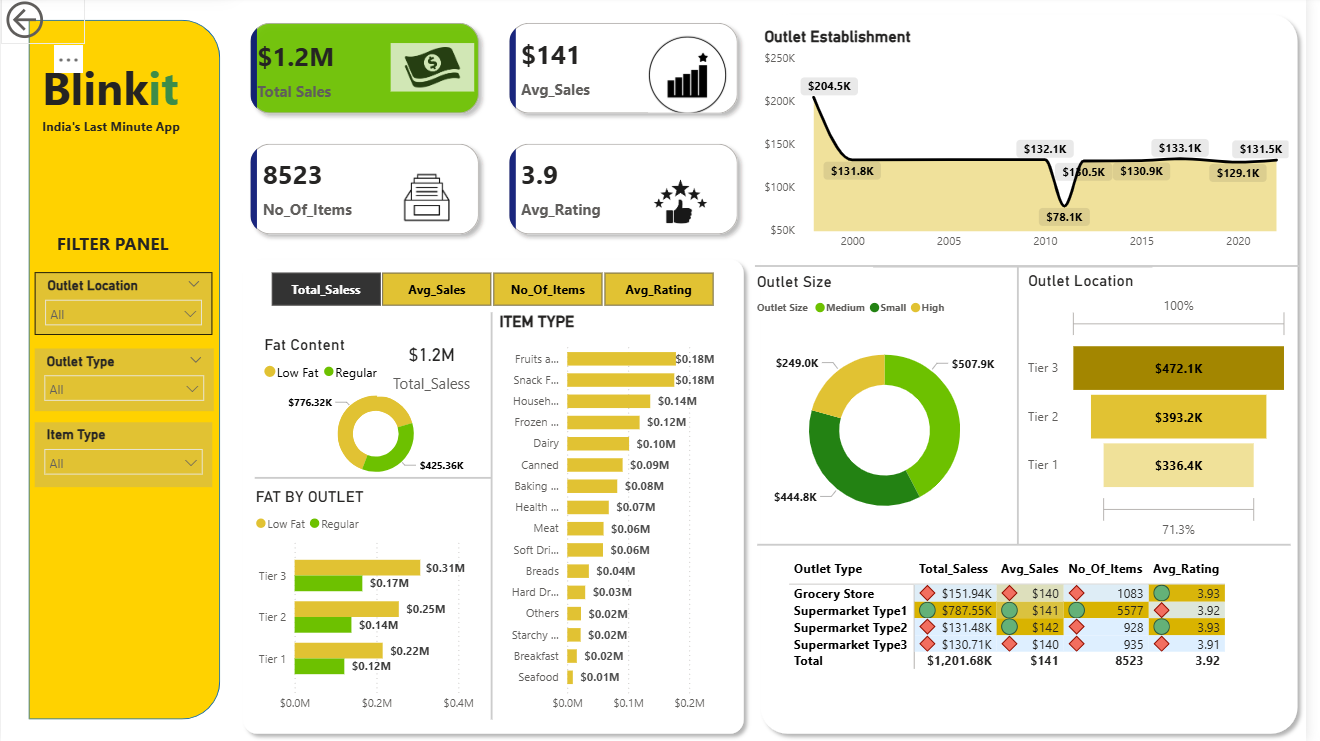 Blinkit
India's Last Minute App
FILTER PANEL
Outlet Location
All
Outlet Type
All
Item Type
All
$1.2M
Total Sales
$141
Avg_Sales
8523
No_Of_Items
3.9
Avg_Rating
Outlet Establishment
$250K
$200K
$150K
$100K
$50K
$204.5K
$131.8K
$132.1K
$78.1K
$130.5K
$130.9K
$133.1K
$129.1K
$131.5K
2000 2005 2010 2015 2020
Total_Saless Avg_Sales No_Of_Items Avg_Rating
Fat Content
Low Fat Regular
$1.2M
Total_Saless
$776.32K
$425.36K
FAT BY OUTLET
Low Fat Regular
Tier 3 $0.31M
$0.17M
Tier 2 $0.25M
$0.14M
Tier 1 $0.22M
$0.12M
$0.0M $0.2M $0.4M
ITEM TYPE
Fruits a... $0.18M
Snack F... $0.18M
Househ... $0.14M
Frozen ... $0.12M
Dairy $0.10M
Canned $0.09M
Baking ... $0.08M
Health ... $0.07M
Meat $0.06M
Soft Dri... $0.06M
Breads $0.04M
Hard Dr... $0.03M
Others $0.02M
Starchy ... $0.02M
Breakfast $0.02M
Seafood $0.01M
$0.0M $0.1M $0.2M
Outlet Size
Outlet Size Medium Small High
$249.0K
$507.9K
$444.8K
Outlet Location
100%
Tier 3 $472.1K
Tier 2 $393.2K
Tier 1 $336.4K
71.3%
Outlet Type Total_Saless Avg_Sales No_Of_Items Avg_Rating
Grocery Store $151.94K $140 1083 3.93
Supermarket Type1 $787.55K $141 5577 3.92
Supermarket Type2 $131.48K $142 928 3.93
Supermarket Type3 $130.71K $140 935 3.91
Total $1,201.68K $141 8523 3.92